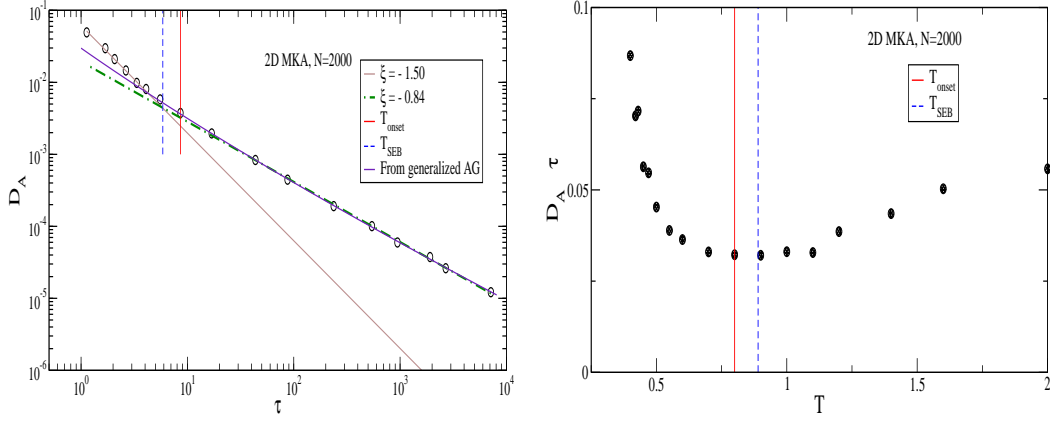 10^-1
10^-2
10^-3
10^-4
10^-5
10^-6
D_A
10^0
10^1
10^2
10^3
10^4
τ
2D MKA, N=2000
ξ = - 1.50
ξ = - 0.84
T_onset
T_SEB
From generalized AG
0.1
0.05
0
D_A τ
0.5
1
1.5
2
T
2D MKA, N=2000
T_onset
T_SEB